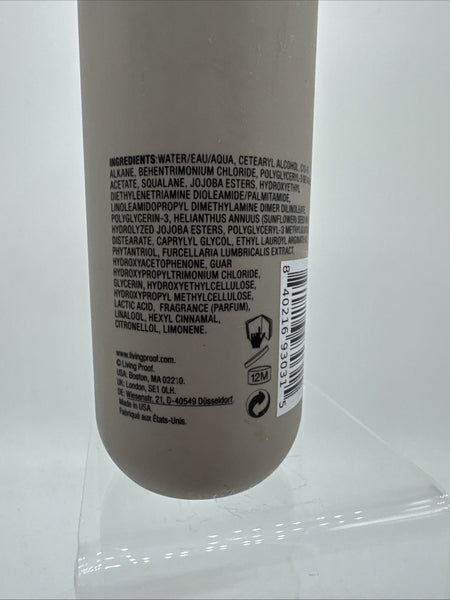 INGREDIENTS: WATER/EAU/AQUA, CETEARYL ALCOHOL,
ALKANE, BEHENTRIMONIUM CHLORIDE, POLYGLYCERYL-3
ACETATE, SQUALANE, JOJOBA ESTERS, HYDROXYETHYL
DIETHYLENETRIAMINE DIOLEAMIDE/PALMITAMIDE,
LINOLEAMIDOPROPYL DIMETHYLAMINE DIMER DILINOLEATE,
POLYGLYCERIN-3, HELIANTHUS ANNUUS (SUNFLOWER) SEED
HYDROLYZED JOJOBA ESTERS, POLYGLYCERYL-3
DISTEARATE, CAPRYLYL GLYCOL, ETHYL LAUROYL
PHYTANTRIOL, FURCELLARIA LUMBRICALIS EXTRACT,
HYDROXYACETOPHENONE, GUAR
HYDROXYPROPYLTRIMONIUM CHLORIDE,
GLYCERIN, HYDROXYETHYLCELLULOSE,
HYDROXYPROPYL METHYLCELLULOSE,
LACTIC ACID, FRAGRANCE (PARFUM),
LINALOOL, HEXYL CINNAMAL,
CITRONELLOL, LIMONENE.
www.livingproof.com.
© Living Proof.
USA: Boston, MA 02210.
UK: London, SE1 0LH.
DE: Wiesenstr. 21, D-40549 Düsseldorf.
Made in USA.
Fabriqué aux États-Unis.
12M
8 40216 93031 5